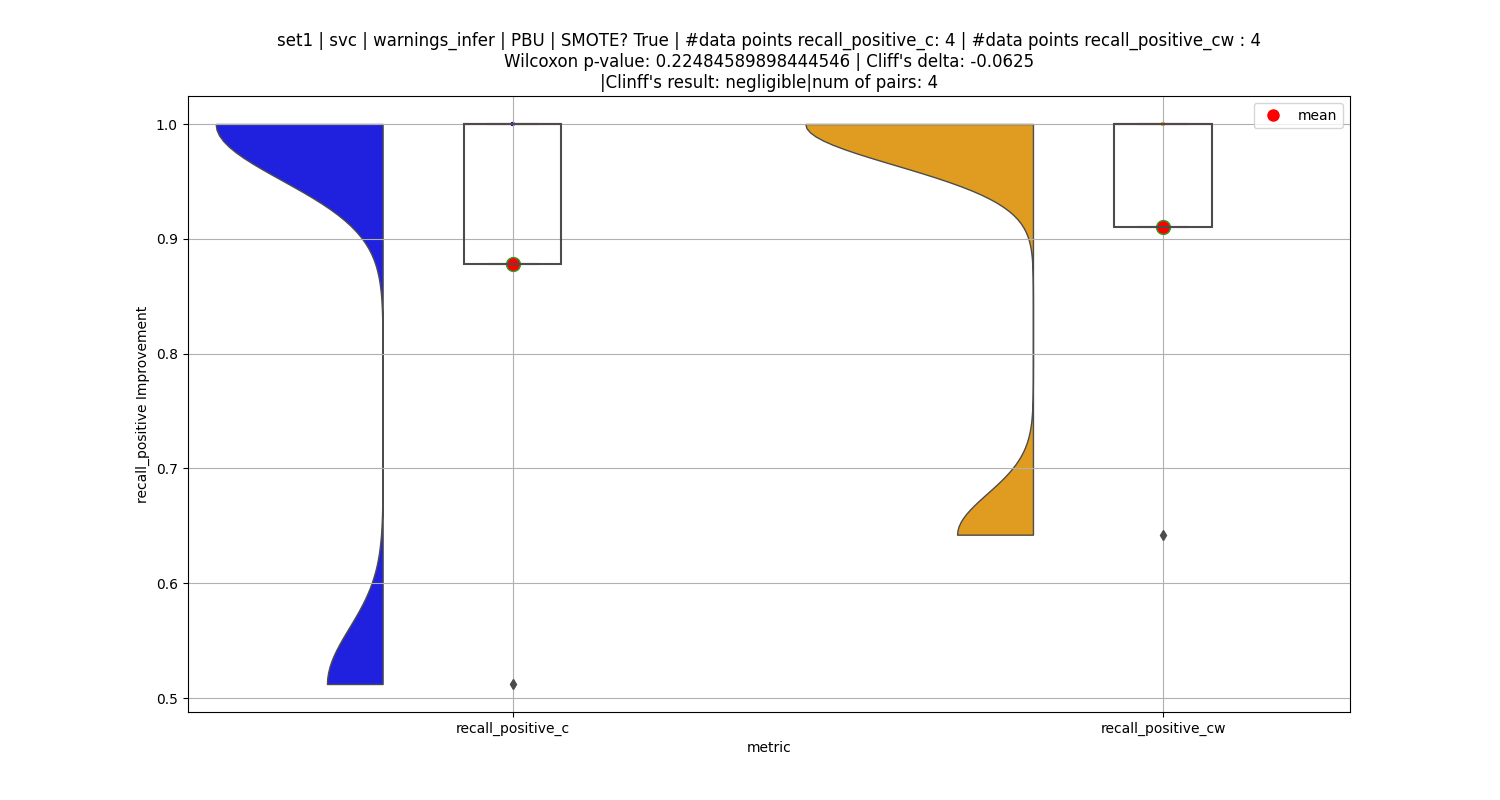 set1 | svc | warnings_infer | PBU | SMOTE? True | #data points recall_positive_c: 4 | #data points recall_positive_cw : 4
Wilcoxon p-value: 0.22484589898444546 | Cliff's delta: -0.0625
|Clinff's result: negligible|num of pairs: 4
mean
1.0
0.9
0.8
0.7
0.6
0.5
recall_positive Improvement
recall_positive_c
recall_positive_cw
metric